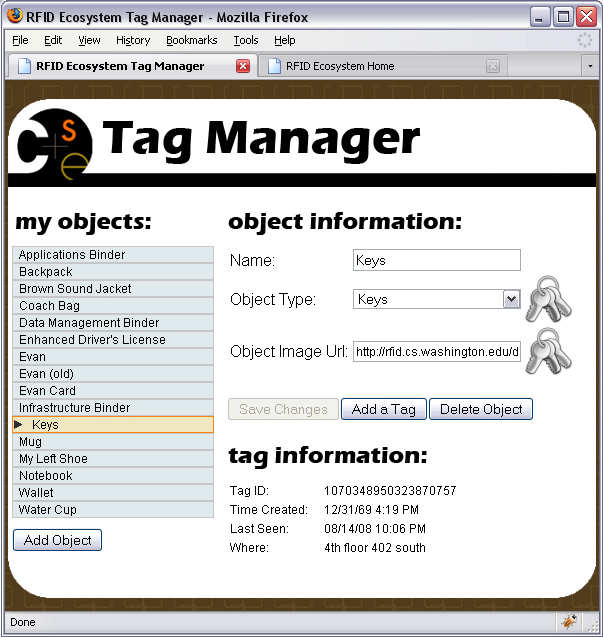 RFID Ecosystem Tag Manager - Mozilla Firefox
File Edit View History Bookmarks Tools Help
RFID Ecosystem Tag Manager RFID Ecosystem Home
cse Tag Manager
my objects:
Applications Binder
Backpack
Brown Sound Jacket
Coach Bag
Data Management Binder
Enhanced Driver's License
Evan
Evan (old)
Evan Card
Infrastructure Binder
Keys
Mug
My Left Shoe
Notebook
Wallet
Water Cup
Add Object
object information:
Name: Keys
Object Type: Keys
Object Image Url: http://rfid.cs.washington.edu/d
Save Changes Add a Tag Delete Object
tag information:
Tag ID: 1070348950323870757
Time Created: 12/31/69 4:19 PM
Last Seen: 08/14/08 10:06 PM
Where: 4th floor 402 south
Done